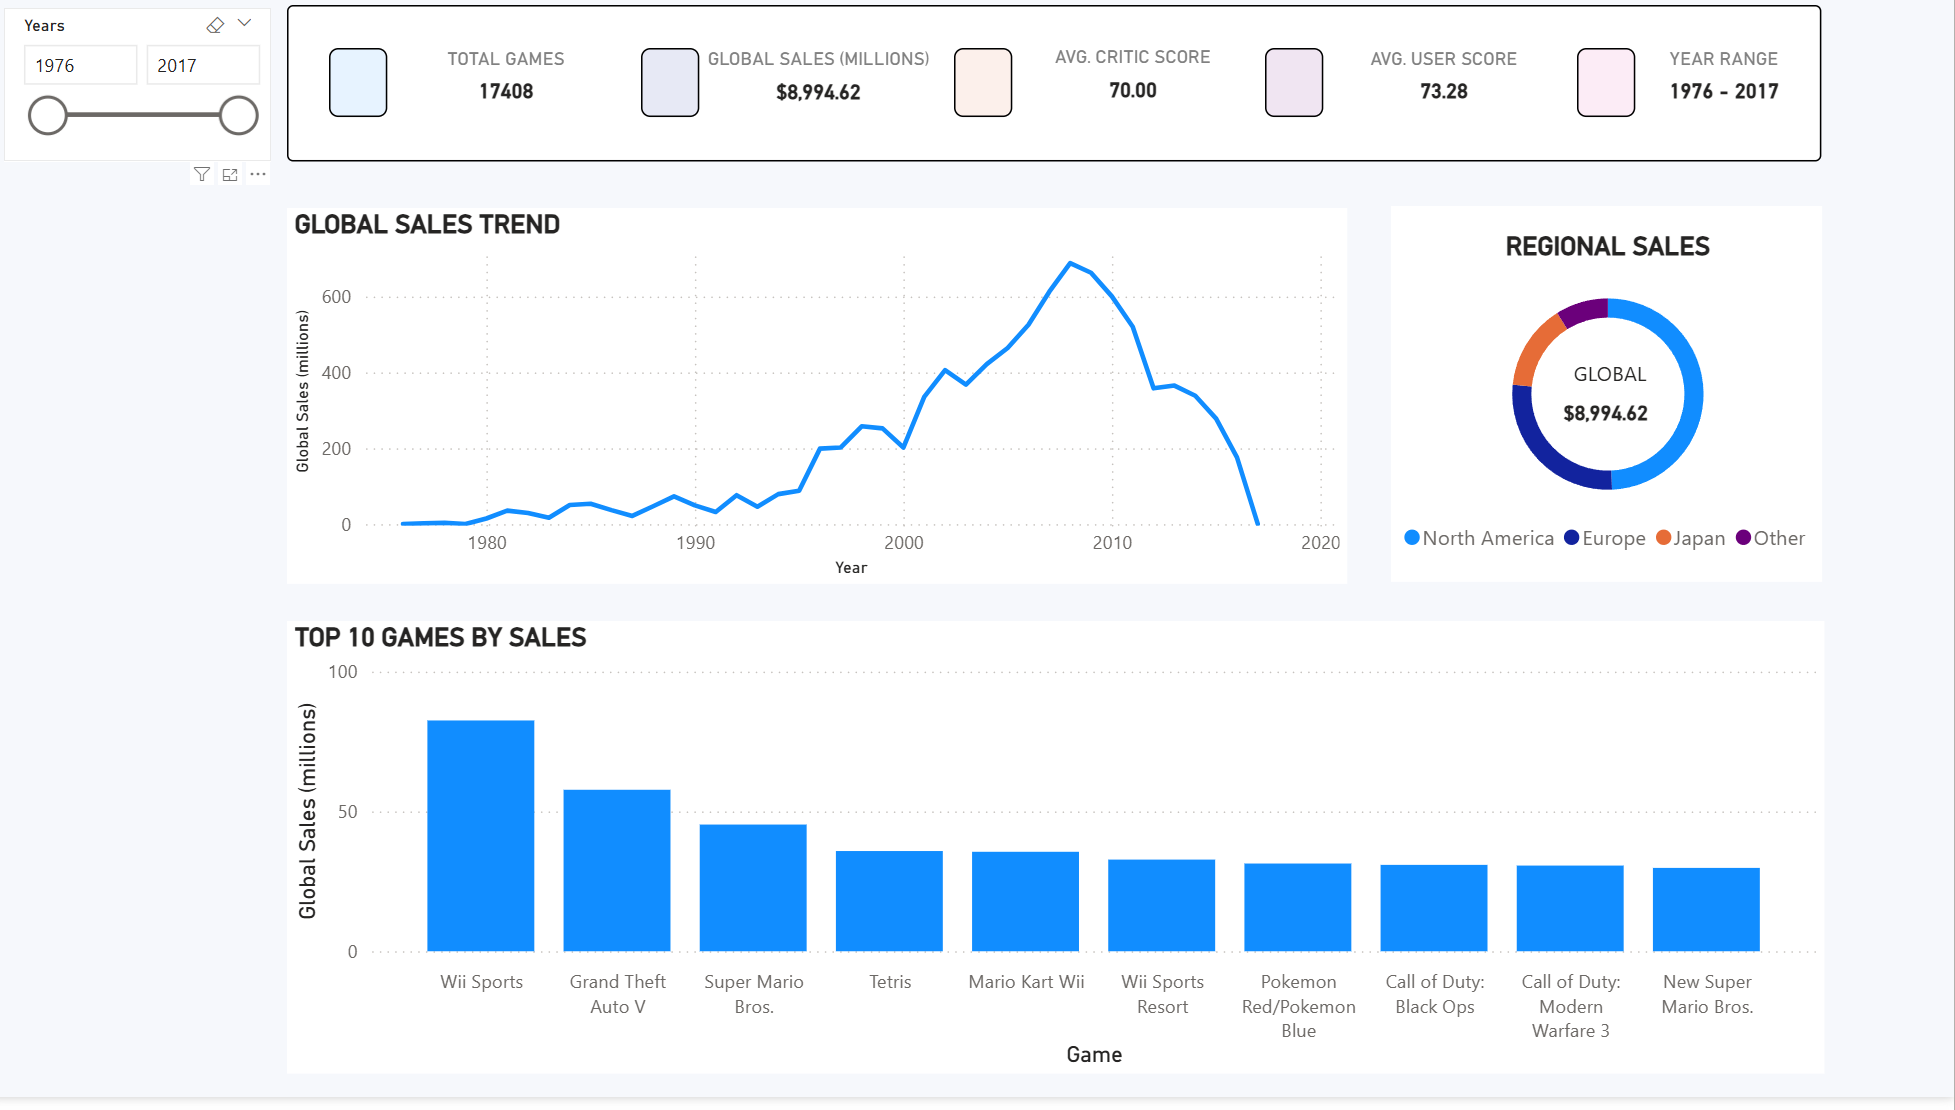 Years
1976
2017
TOTAL GAMES
17408
GLOBAL SALES (MILLIONS)
$8,994.62
AVG. CRITIC SCORE
70.00
AVG. USER SCORE
73.28
YEAR RANGE
1976 - 2017
GLOBAL SALES TREND
Global Sales (millions)
600
400
200
0
1980
1990
2000
2010
2020
Year
REGIONAL SALES
GLOBAL
$8,994.62
North America
Europe
Japan
Other
TOP 10 GAMES BY SALES
Global Sales (millions)
100
50
0
Wii Sports
Grand Theft
Auto V
Super Mario
Bros.
Tetris
Mario Kart Wii
Wii Sports
Resort
Pokemon
Red/Pokemon
Blue
Call of Duty:
Black Ops
Call of Duty:
Modern
Warfare 3
New Super
Mario Bros.
Game